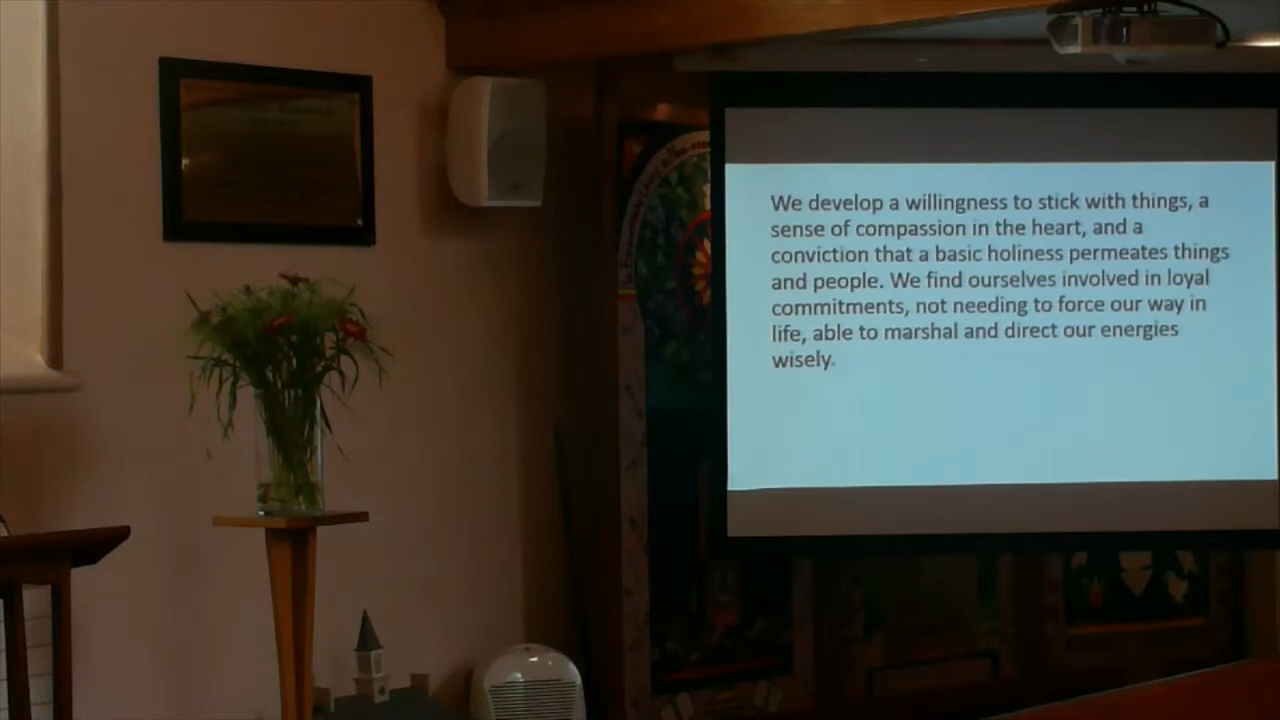 We develop a willingness to stick with things, a
sense of compassion in the heart, and a
conviction that a basic holiness permeates things
and people. We find ourselves involved in loyal
commitments, not needing to force our way in
life, able to marshal and direct our energies
wisely.